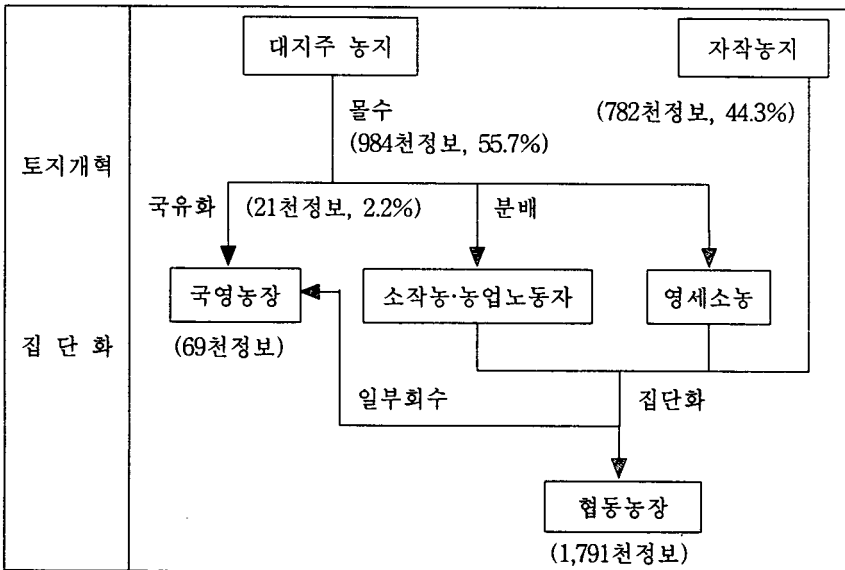 대지주 농지
자작농지
몰수
(984천정보, 55.7%)
(782천정보, 44.3%)
토지개혁
국유화 (21천정보, 2.2%) 분배
국영농장
소작농·농업노동자
영세소농
집 단 화
(69천정보)
일부회수
집단화
협동농장
(1,791천정보)